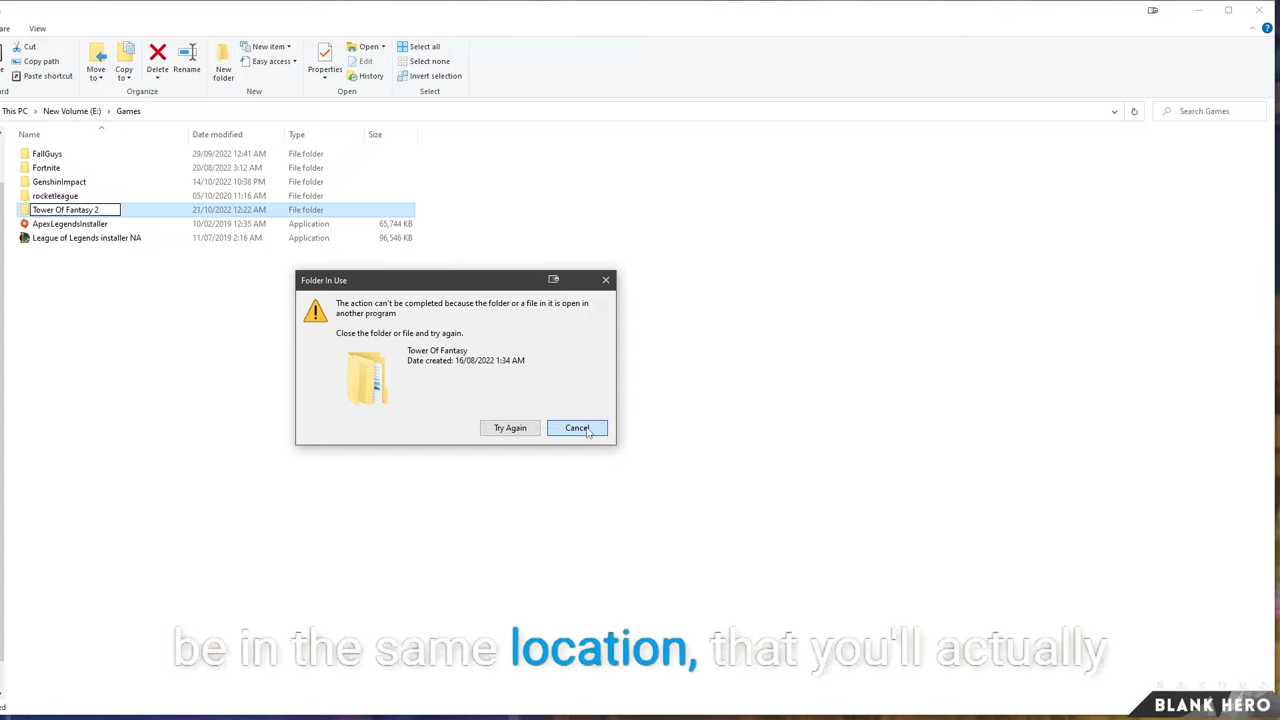 are
View
Cut
Copy path
Paste shortcut
Move to
Copy to
Delete
Rename
New folder
New item
Easy access
Properties
Open
Edit
History
Select all
Select none
Invert selection
Organize
New
Open
Select
This PC
New Volume (E:)
Games
Search Games
Name
Date modified
Type
Size
FallGuys 29/09/2022 12:41 AM File folder
Fortnite 20/08/2022 3:12 AM File folder
GenshinImpact 14/10/2022 10:38 PM File folder
rocketleague 05/10/2020 11:16 AM File folder
Tower Of Fantasy 2 21/10/2022 12:22 AM File folder
ApexLegendsInstaller 10/02/2019 12:35 AM Application 65,744 KB
League of Legends installer NA 11/07/2019 2:16 AM Application 96,546 KB
Folder In Use
The action can't be completed because the folder or a file in it is open in
another program
Close the folder or file and try again.
Tower Of Fantasy
Date created: 16/08/2022 1:34 AM
Try Again
Cancel
be in the same location, that you'll actually
BLANK HERO